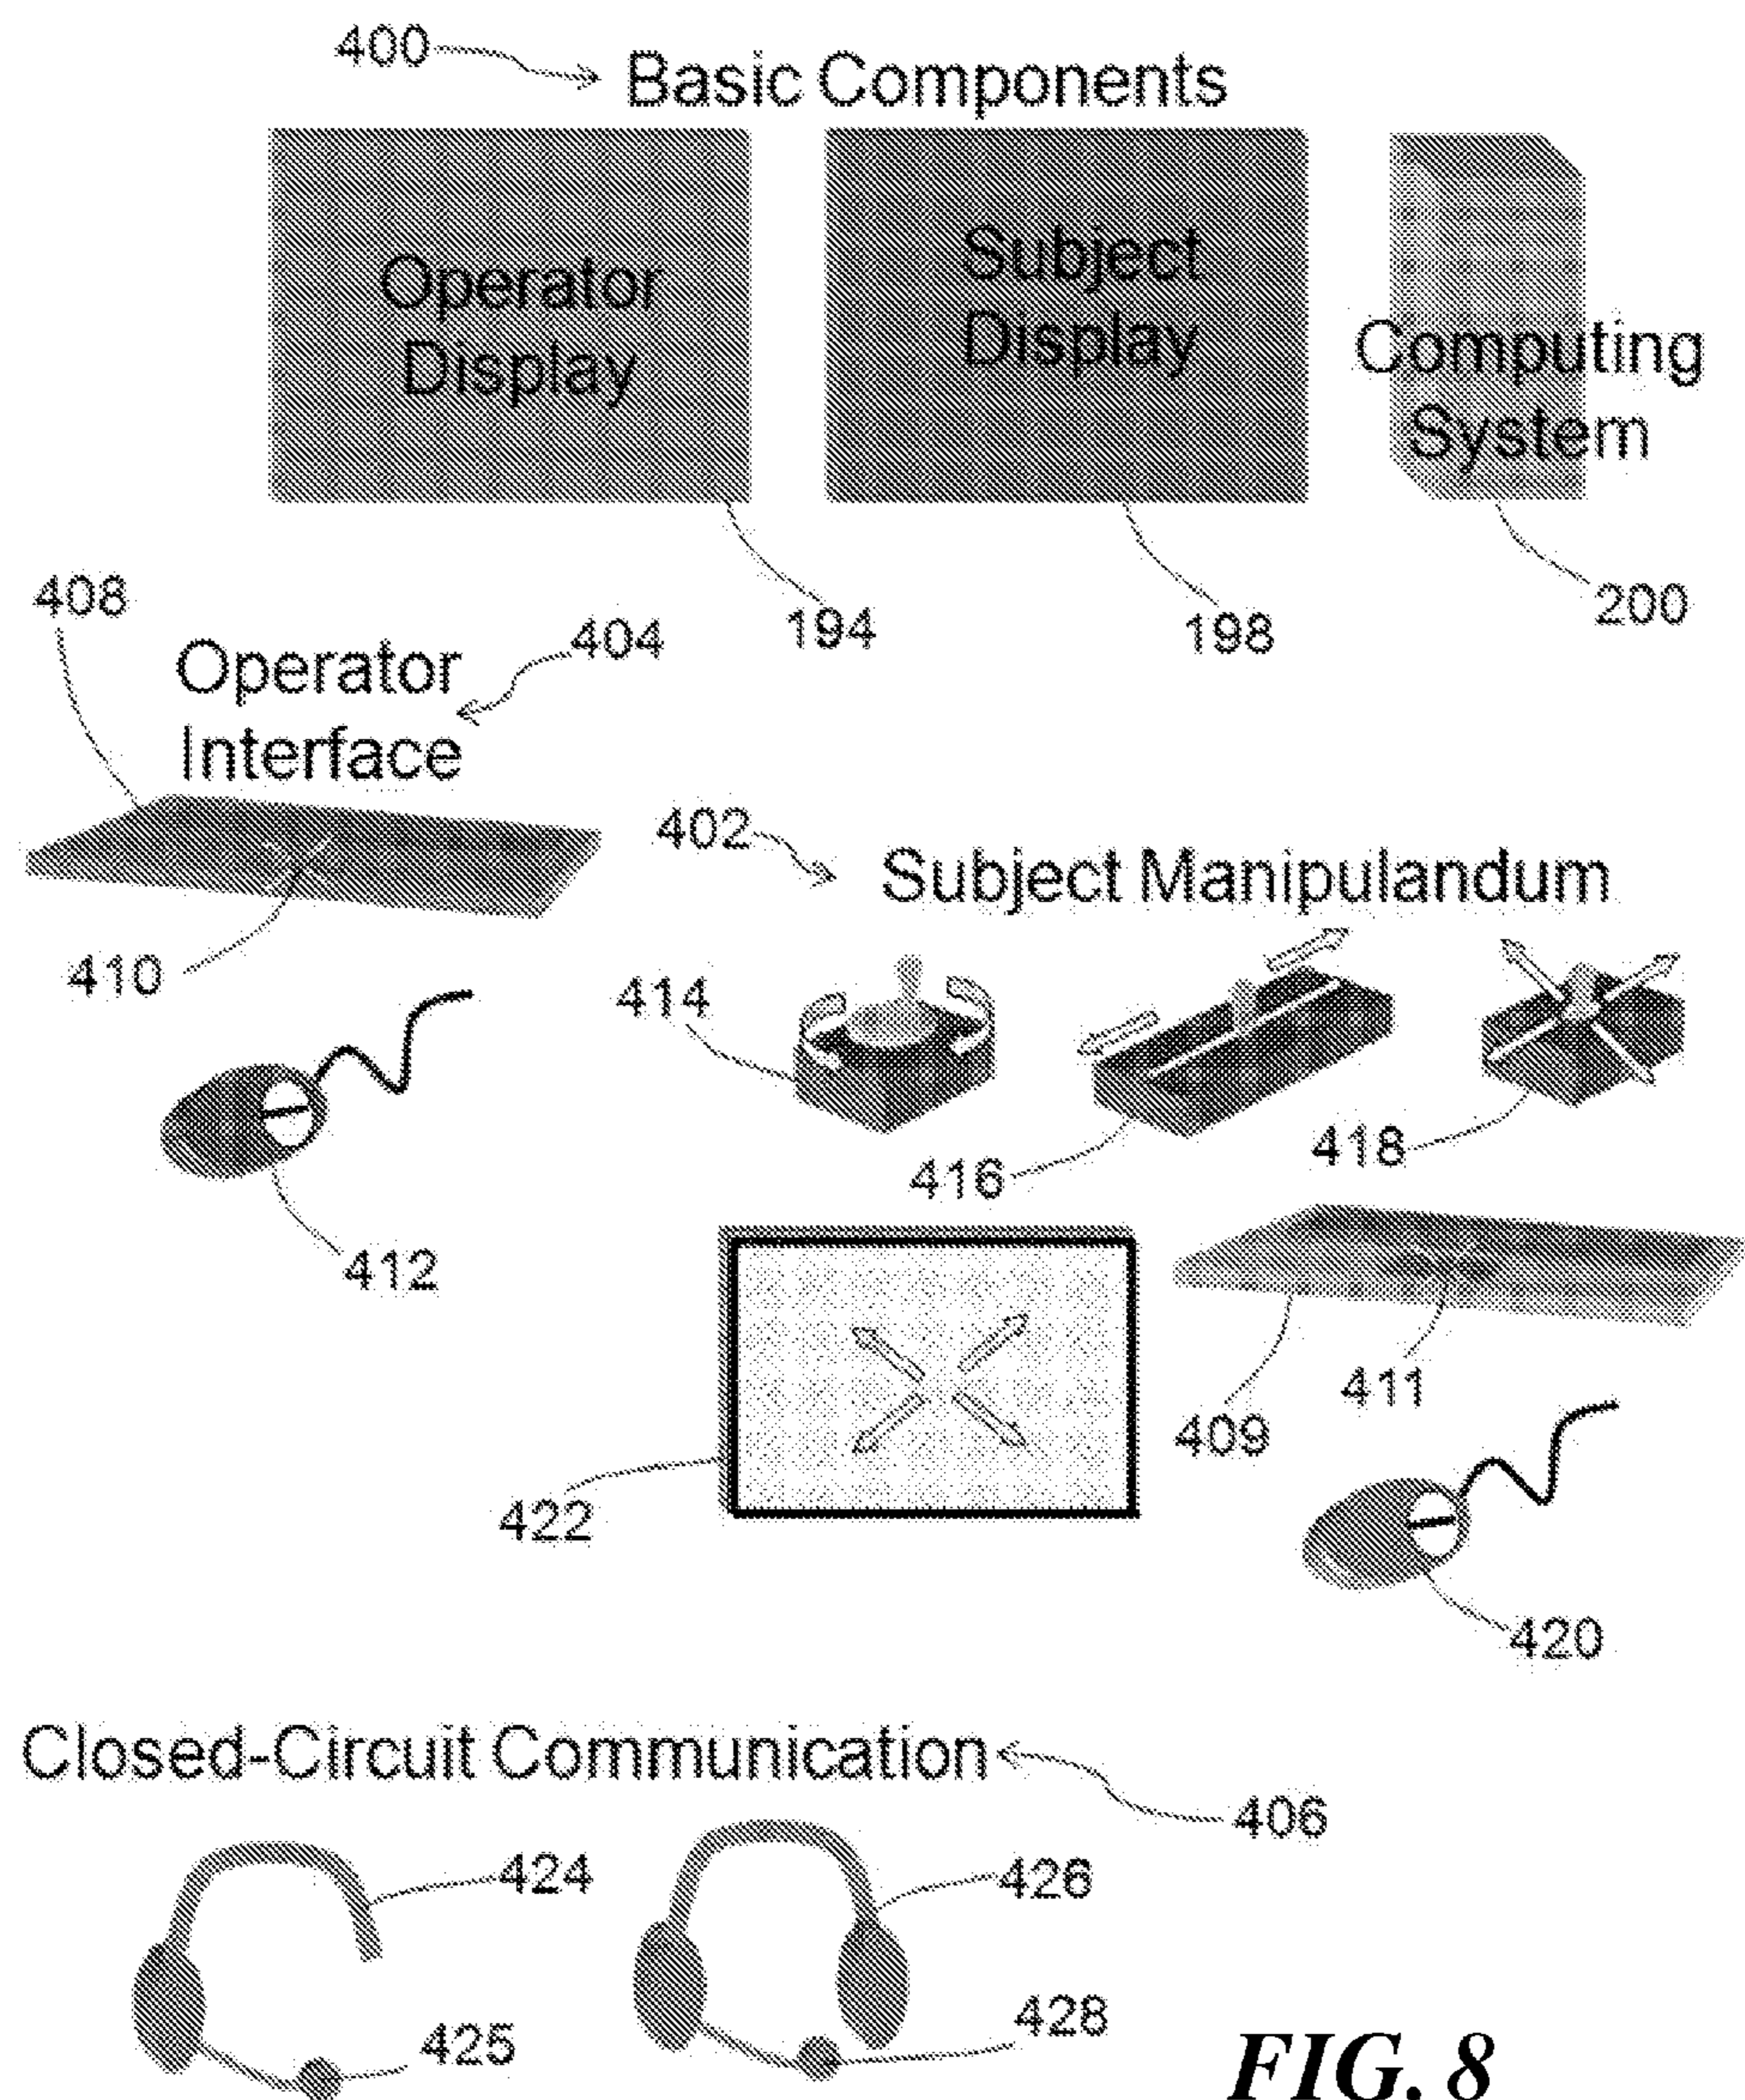 400
Basic Components
Operator
Display
Subject
Display
Computing
System
194
198
200
408
404
Operator
Interface
410
412
402
Subject Manipulandum
414
416
418
422
409
411
420
Closed-Circuit Communication
406
424
426
425
428
FIG. 8